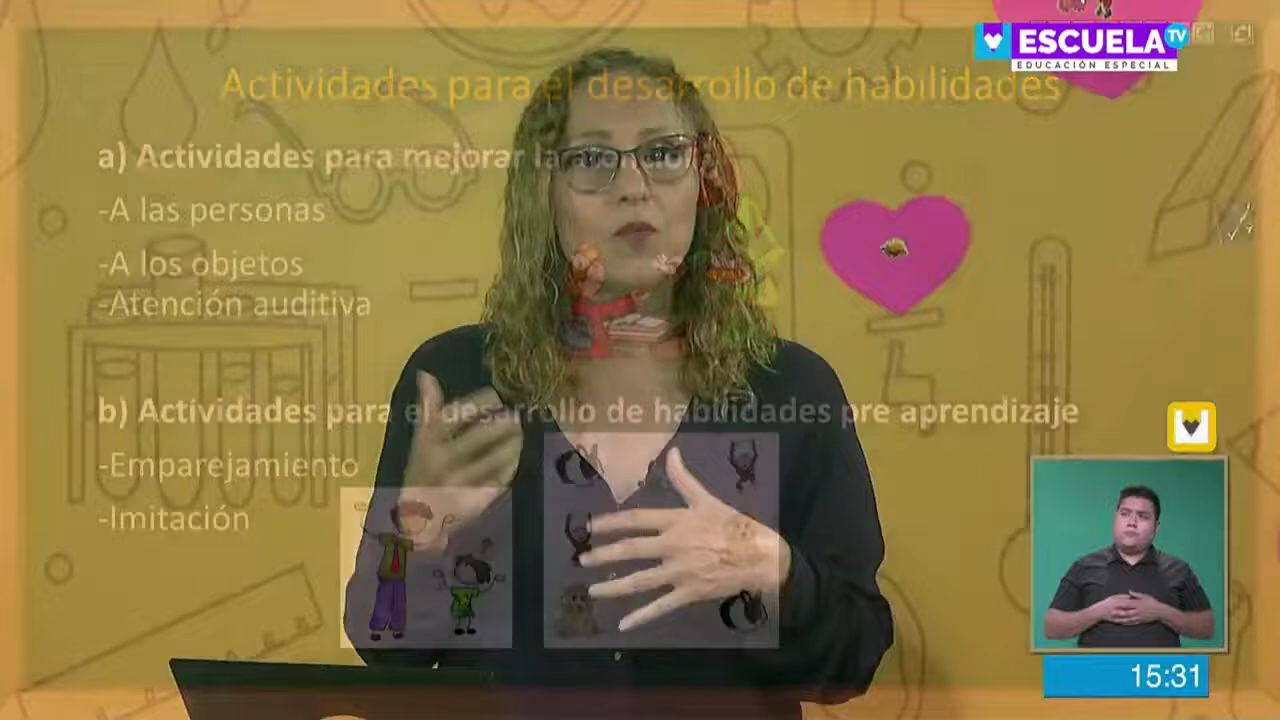 ESCUELA TV
EDUCACIÓN ESPECIAL
Actividades para el desarrollo de habilidades
a) Actividades para mejorar la
-A las personas
-A los objetos
-Atención auditiva
b) Actividades para el desarrollo de habilidades pre aprendizaje
-Emparejamiento
-Imitación
15:31